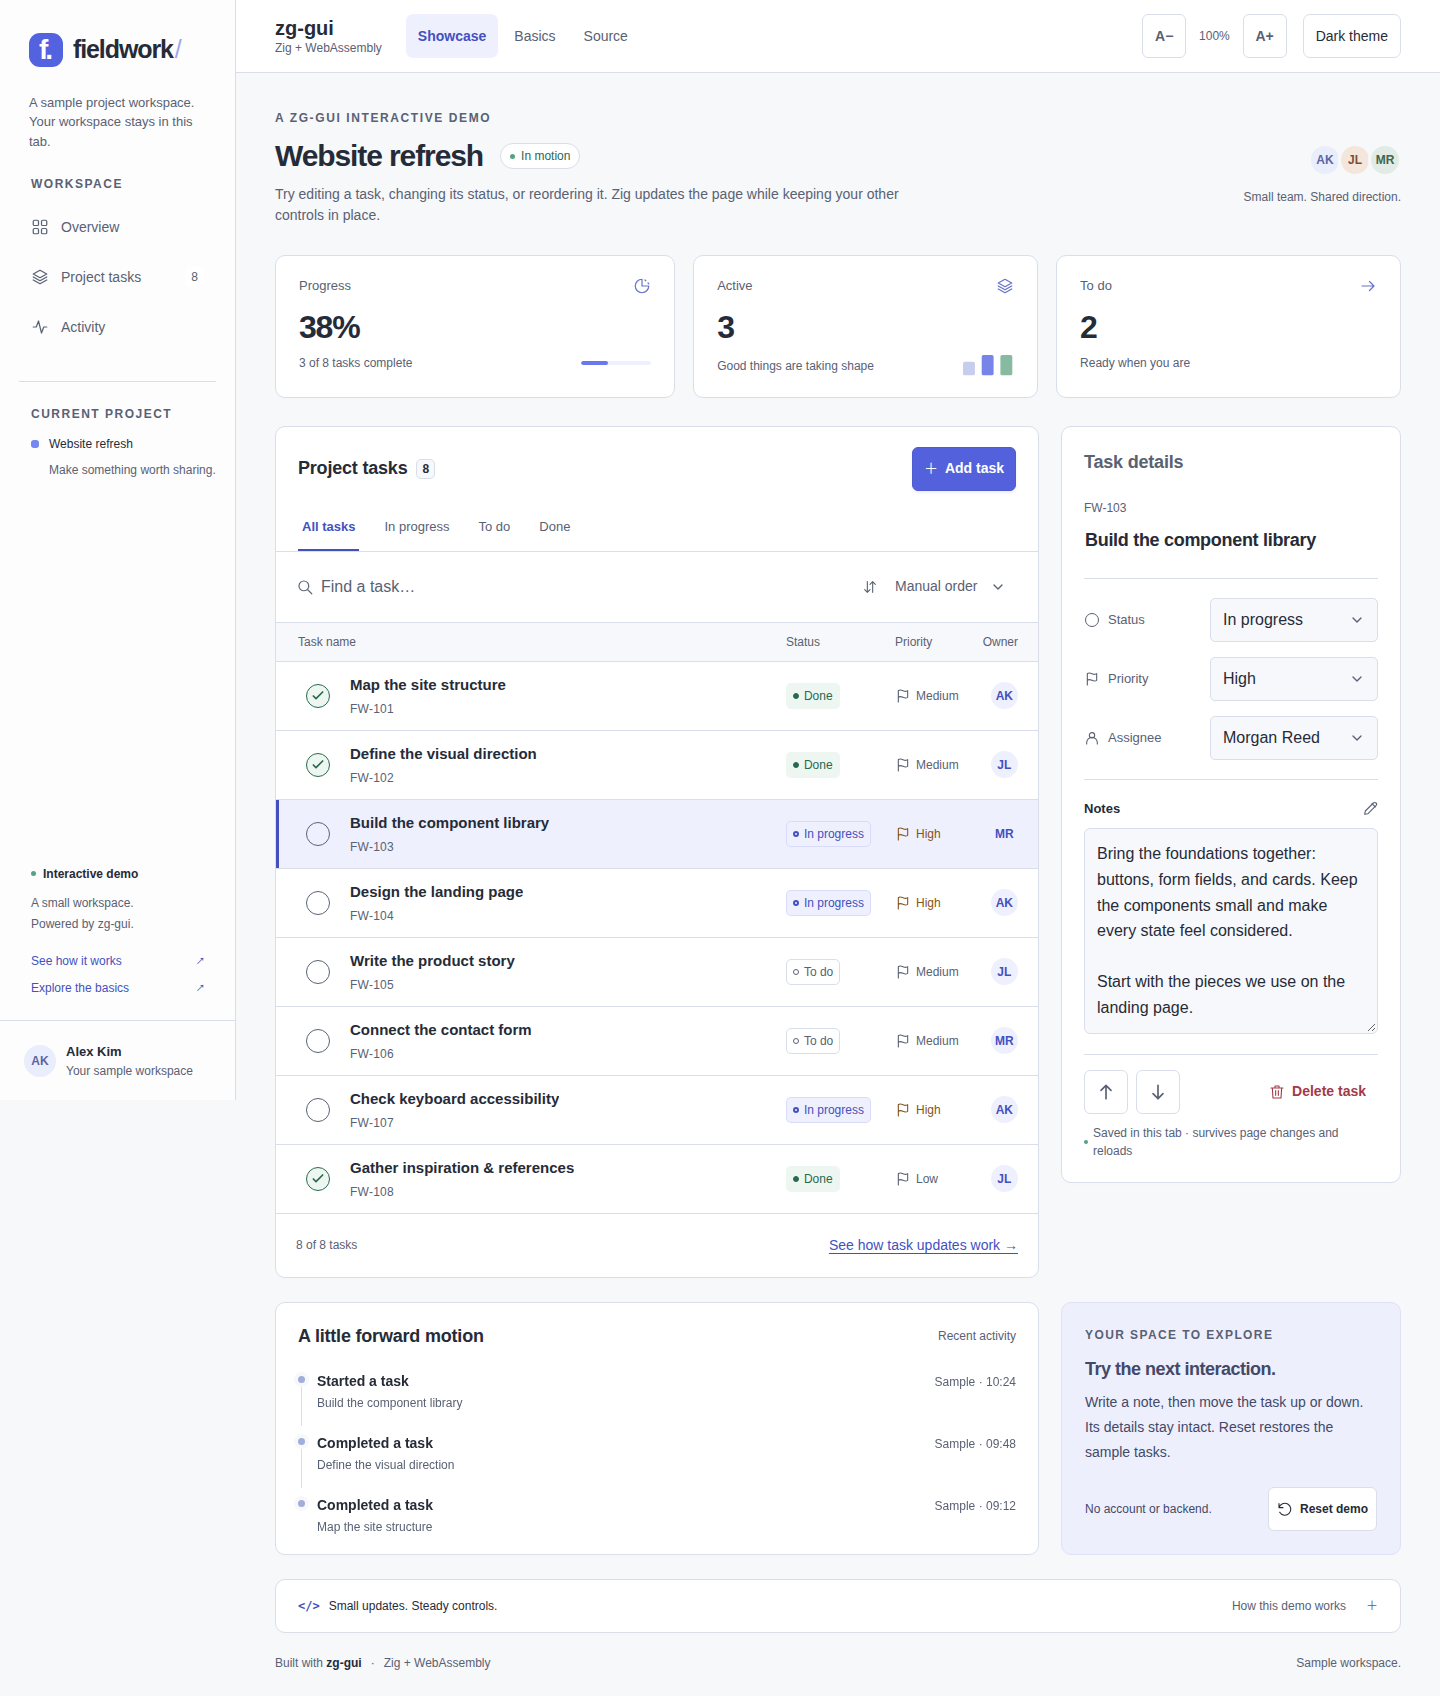 f. fieldwork/
A sample project workspace.
Your workspace stays in this
tab.
WORKSPACE
Overview
Project tasks 8
Activity
CURRENT PROJECT
Website refresh
Make something worth sharing.
Interactive demo
A small workspace.
Powered by zg-gui.
See how it works ↗
Explore the basics ↗
AK Alex Kim
Your sample workspace
zg-gui
Zig + WebAssembly
Showcase Basics Source
A− 100% A+ Dark theme
A ZG-GUI INTERACTIVE DEMO
Website refresh In motion
AK JL MR
Try editing a task, changing its status, or reordering it. Zig updates the page while keeping your other
controls in place.
Small team. Shared direction.
Progress
38%
3 of 8 tasks complete
Active
3
Good things are taking shape
To do
2
Ready when you are
Project tasks 8
+ Add task
All tasks In progress To do Done
Find a task… Manual order
Task name Status Priority Owner
Map the site structure
FW-101
Done Medium AK
Define the visual direction
FW-102
Done Medium JL
Build the component library
FW-103
In progress High MR
Design the landing page
FW-104
In progress High AK
Write the product story
FW-105
To do Medium JL
Connect the contact form
FW-106
To do Medium MR
Check keyboard accessibility
FW-107
In progress High AK
Gather inspiration & references
FW-108
Done Low JL
8 of 8 tasks See how task updates work →
Task details
FW-103
Build the component library
Status In progress
Priority High
Assignee Morgan Reed
Notes
Bring the foundations together:
buttons, form fields, and cards. Keep
the components small and make
every state feel considered.
Start with the pieces we use on the
landing page.
↑ ↓ Delete task
Saved in this tab · survives page changes and
reloads
A little forward motion Recent activity
Started a task Sample · 10:24
Build the component library
Completed a task Sample · 09:48
Define the visual direction
Completed a task Sample · 09:12
Map the site structure
YOUR SPACE TO EXPLORE
Try the next interaction.
Write a note, then move the task up or down.
Its details stay intact. Reset restores the
sample tasks.
No account or backend. Reset demo
</> Small updates. Steady controls. How this demo works +
Built with zg-gui · Zig + WebAssembly Sample workspace.